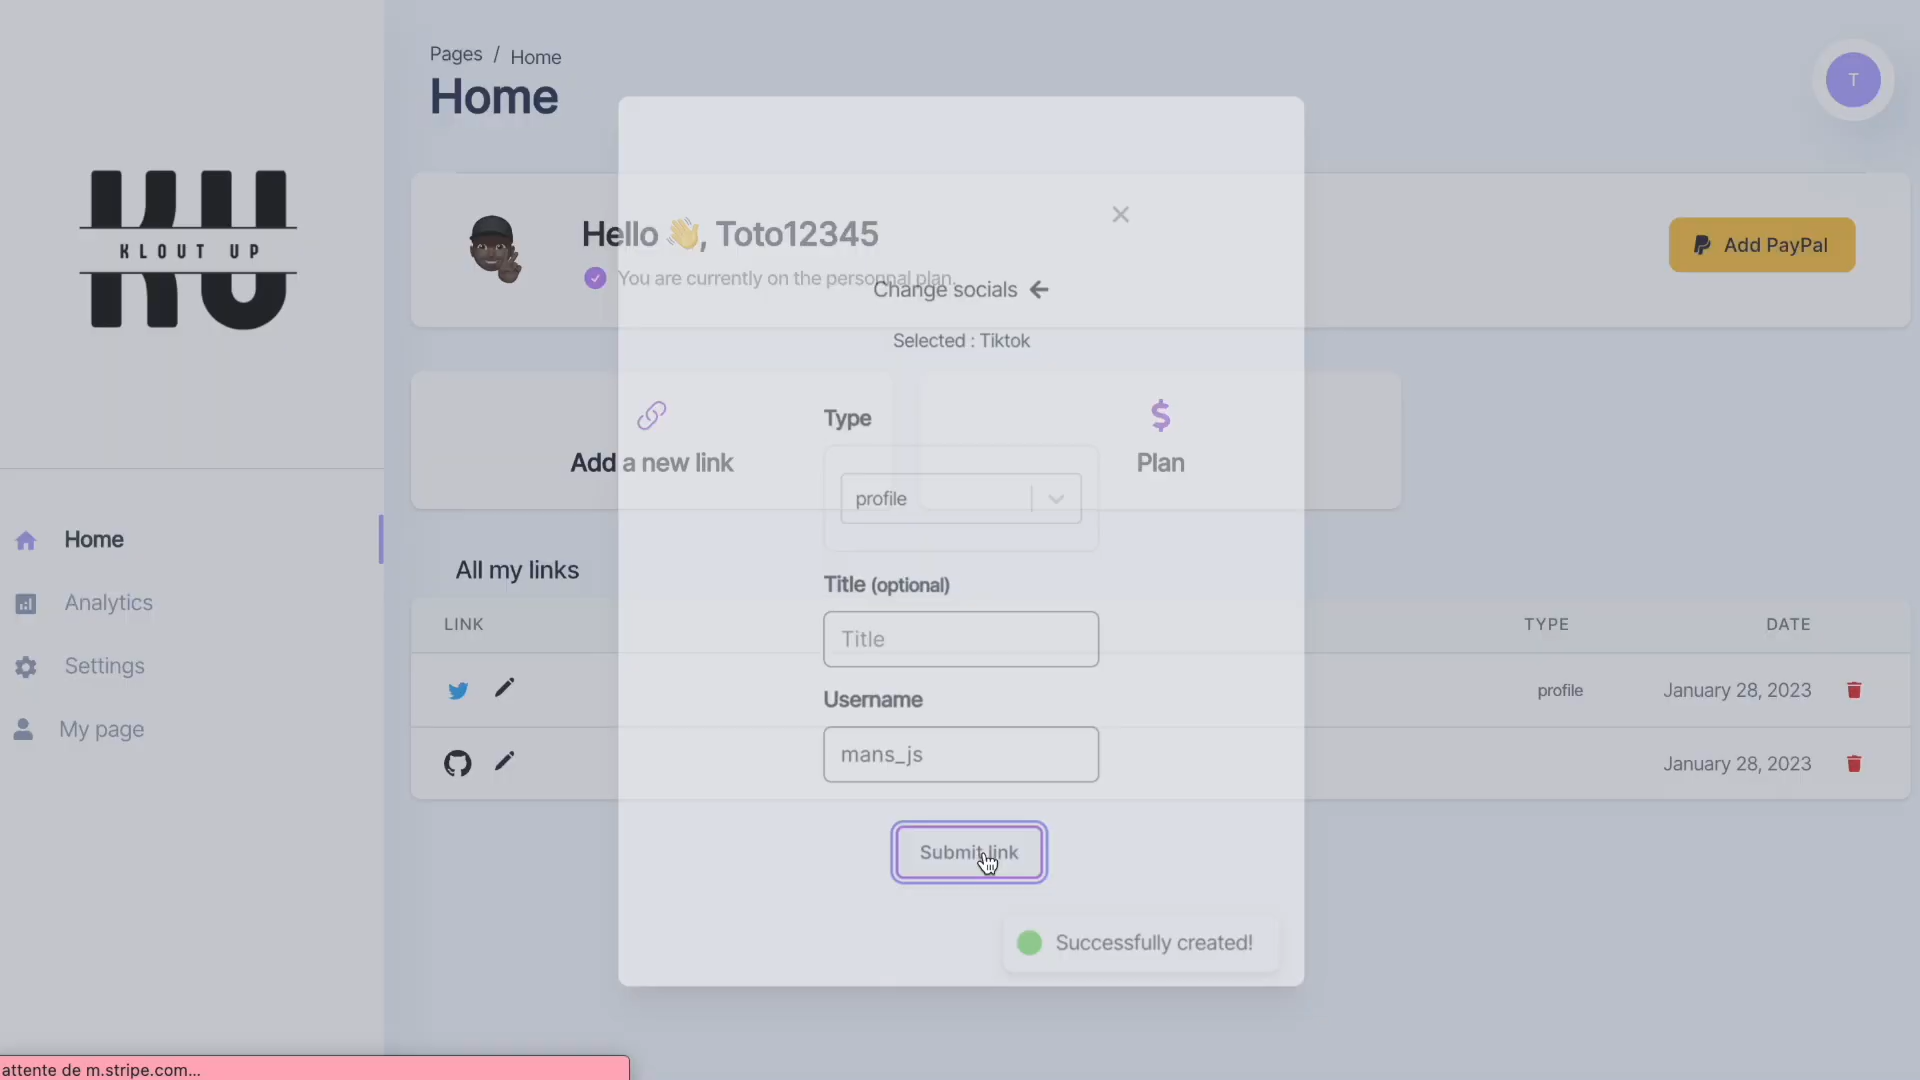 Pages / Home
Home
T
KLOUT UP
Hello 👋, Toto12345
You are currently on the personnal plan.
Add PayPal
Change socials
Selected : Tiktok
Add a new link
Plan
Type
profile
Title (optional)
Title
Username
mans_js
Submit link
Successfully created!
Home
Analytics
Settings
My page
All my links
LINK TYPE DATE
profile January 28, 2023
January 28, 2023
attente de m.stripe.com...